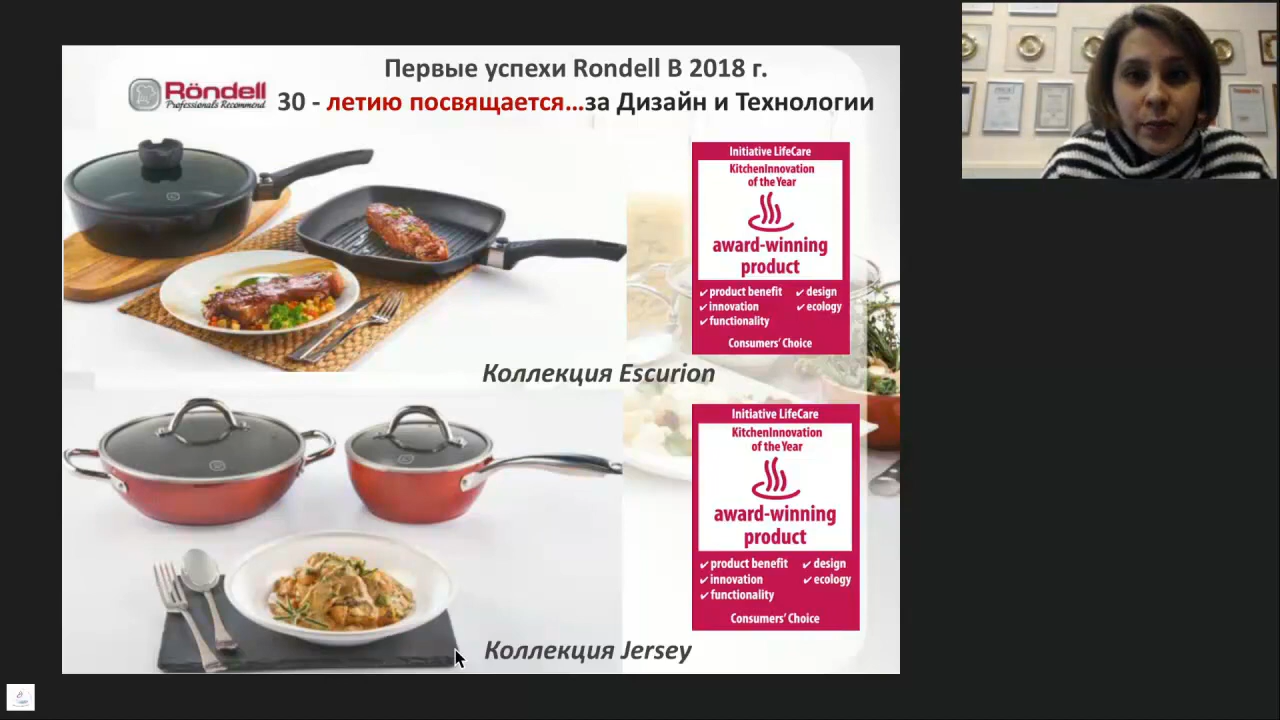 Первые успехи Rondell В 2018 г.
30 - летию посвящается...за Дизайн и Технологии
Röndell
Professionals Recommend
Initiative LifeCare
KitchenInnovation
of the Year
award-winning
product
✓ product benefit ✓ design
✓ innovation ✓ ecology
✓ functionality
Consumers' Choice
Коллекция Escurion
Initiative LifeCare
KitchenInnovation
of the Year
award-winning
product
✓ product benefit ✓ design
✓ innovation ✓ ecology
✓ functionality
Consumers' Choice
Коллекция Jersey